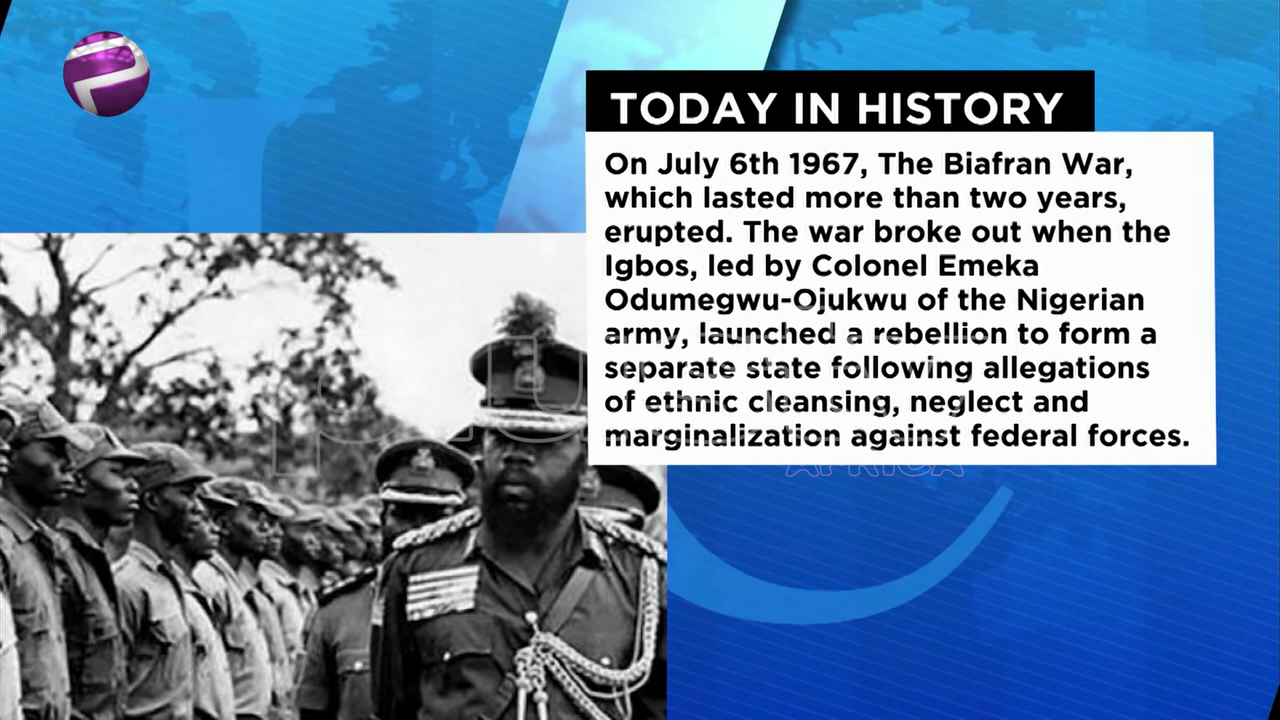 TODAY IN HISTORY
On July 6th 1967, The Biafran War,
which lasted more than two years,
erupted. The war broke out when the
Igbos, led by Colonel Emeka
Odumegwu-Ojukwu of the Nigerian
army, launched a rebellion to form a
separate state following allegations
of ethnic cleansing, neglect and
marginalization against federal forces.
AFRICA